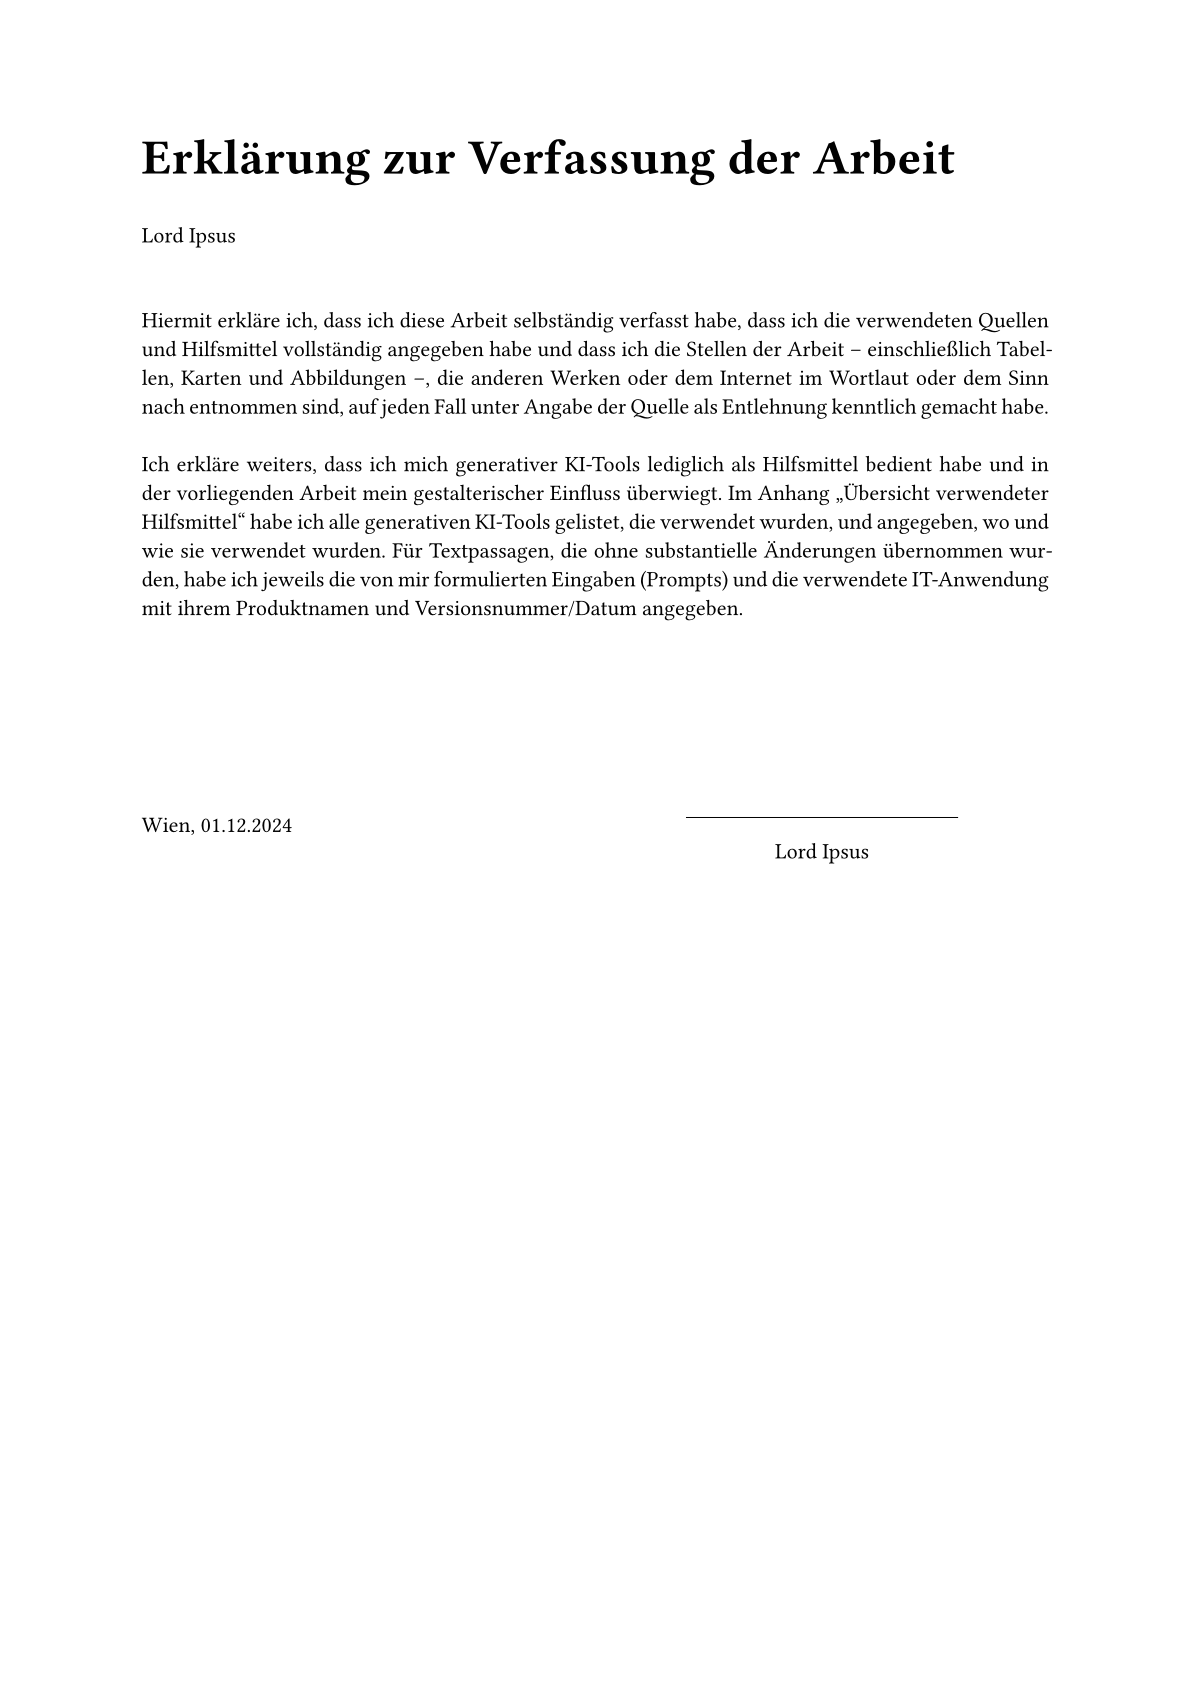 Erklärung zur Verfassung der Arbeit
Lord Ipsus
Hiermit erkläre ich, dass ich diese Arbeit selbständig verfasst habe, dass ich die verwendeten Quellen
und Hilfsmittel vollständig angegeben habe und dass ich die Stellen der Arbeit – einschließlich Tabel-
len, Karten und Abbildungen –, die anderen Werken oder dem Internet im Wortlaut oder dem Sinn
nach entnommen sind, auf jeden Fall unter Angabe der Quelle als Entlehnung kenntlich gemacht habe.
Ich erkläre weiters, dass ich mich generativer KI-Tools lediglich als Hilfsmittel bedient habe und in
der vorliegenden Arbeit mein gestalterischer Einfluss überwiegt. Im Anhang „Übersicht verwendeter
Hilfsmittel“ habe ich alle generativen KI-Tools gelistet, die verwendet wurden, und angegeben, wo und
wie sie verwendet wurden. Für Textpassagen, die ohne substantielle Änderungen übernommen wur-
den, habe ich jeweils die von mir formulierten Eingaben (Prompts) und die verwendete IT-Anwendung
mit ihrem Produktnamen und Versionsnummer/Datum angegeben.
Wien, 01.12.2024
Lord Ipsus